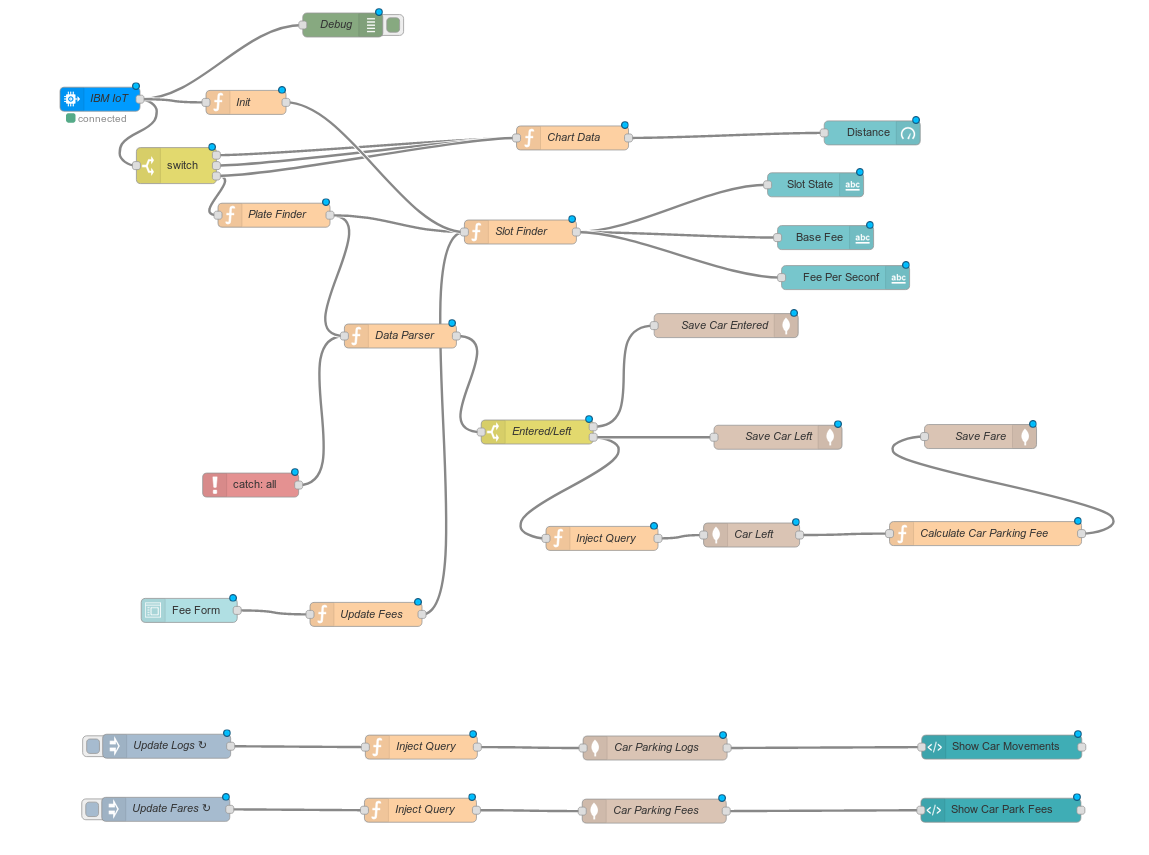 Debug
IBM IoT
connected
Init
switch
Chart Data
Distance
Slot State
abc
Plate Finder
Slot Finder
Base Fee
abc
Fee Per Seconf
abc
Data Parser
Save Car Entered
Entered/Left
Save Car Left
Save Fare
catch: all
Inject Query
Car Left
Calculate Car Parking Fee
Fee Form
Update Fees
Update Logs ↻
Inject Query
Car Parking Logs
Show Car Movements
Update Fares ↻
Inject Query
Car Parking Fees
Show Car Park Fees